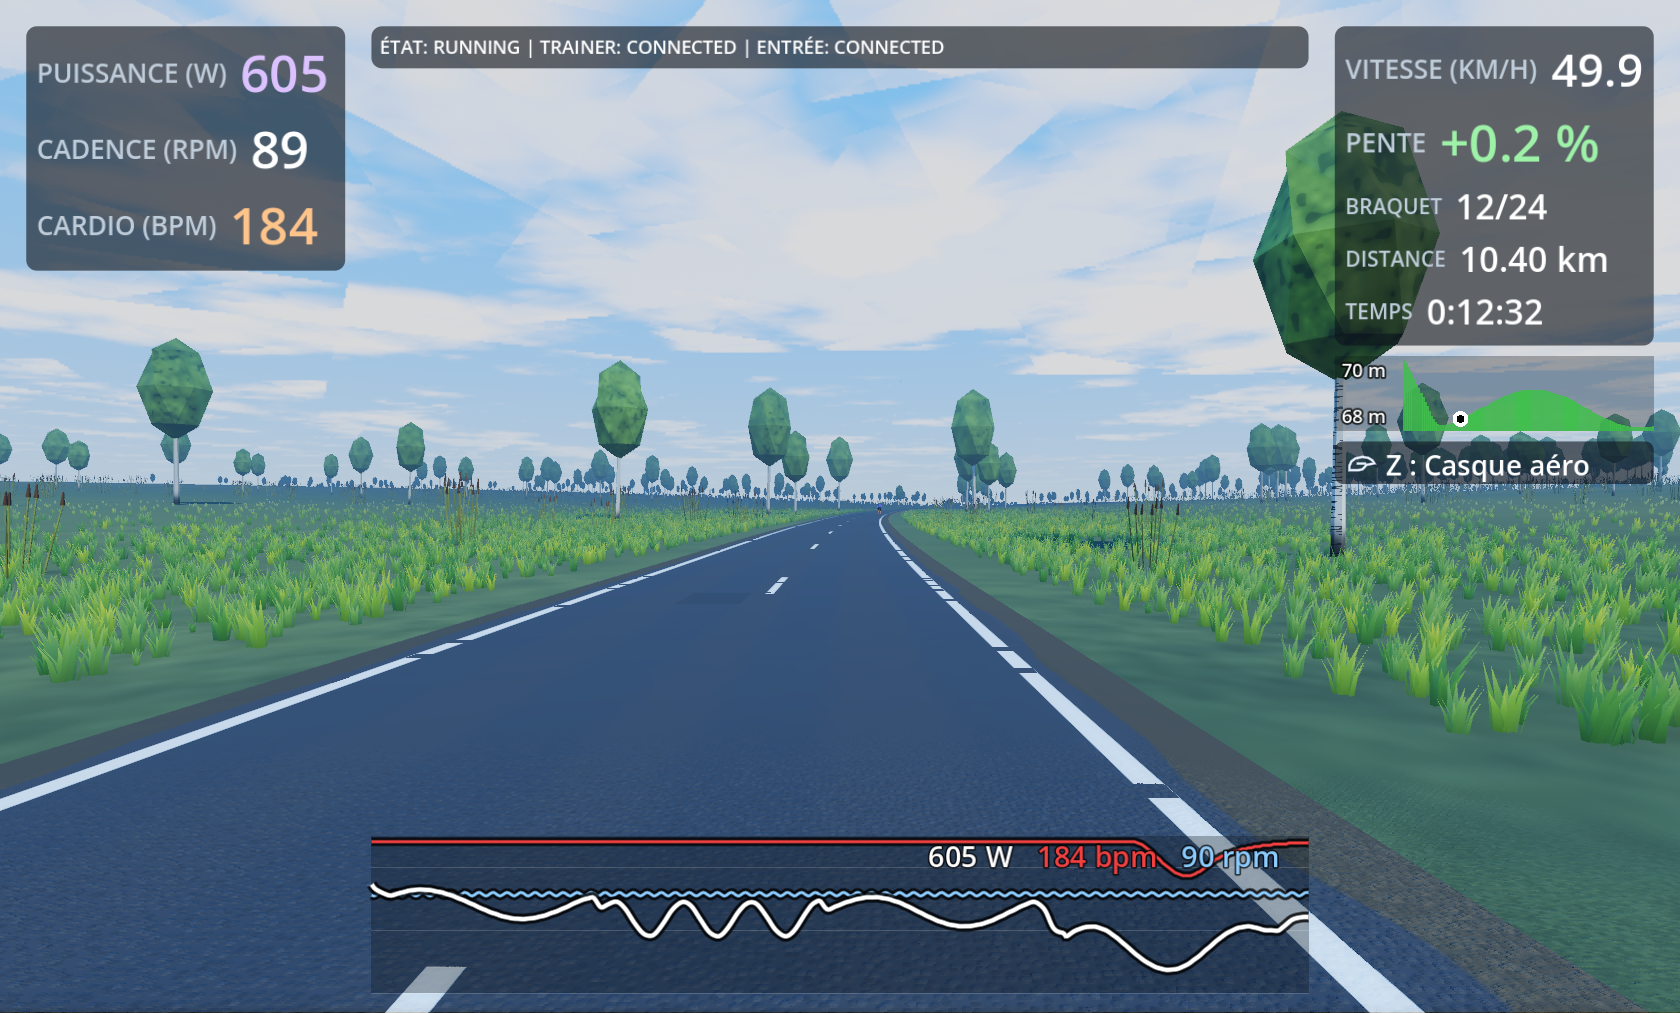 PUISSANCE (W) 605
CADENCE (RPM) 89
CARDIO (BPM) 184
ÉTAT: RUNNING | TRAINER: CONNECTED | ENTRÉE: CONNECTED
VITESSE (KM/H) 49.9
PENTE +0.2 %
BRAQUET 12/24
DISTANCE 10.40 km
TEMPS 0:12:32
70 m
68 m
Z : Casque aéro
605 W 184 bpm 90 rpm